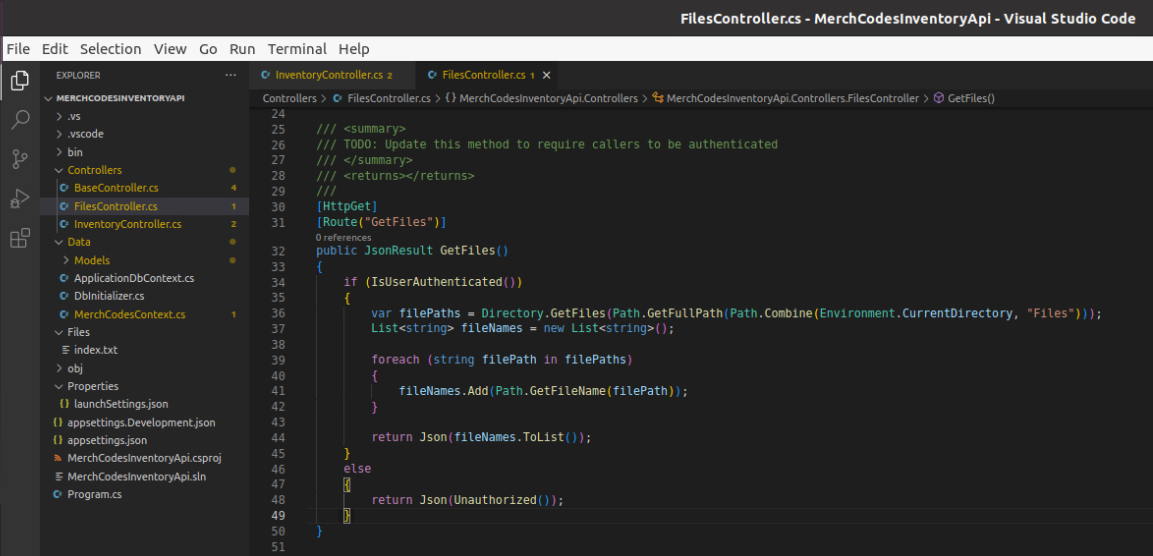 FilesController.cs - MerchCodesInventoryApi - Visual Studio Code
File Edit Selection View Go Run Terminal Help
EXPLORER
MERCHCODESINVENTORYAPI
.vs
.vscode
bin
Controllers
BaseController.cs 4
FilesController.cs 1
InventoryController.cs 2
Data
Models
ApplicationDbContext.cs
DbInitializer.cs
MerchCodesContext.cs 1
Files
index.txt
obj
Properties
launchSettings.json
appsettings.Development.json
appsettings.json
MerchCodesInventoryApi.csproj
MerchCodesInventoryApi.sln
Program.cs
InventoryController.cs 2 FilesController.cs 1
Controllers > FilesController.cs > {} MerchCodesInventoryApi.Controllers > MerchCodesInventoryApi.Controllers.FilesController > GetFiles()
24
25 /// <summary>
26 /// TODO: Update this method to require callers to be authenticated
27 /// </summary>
28 /// <returns></returns>
29 ///
30 [HttpGet]
31 [Route("GetFiles")]
0 references
32 public JsonResult GetFiles()
33 {
34 if (IsUserAuthenticated())
35 {
36 var filePaths = Directory.GetFiles(Path.GetFullPath(Path.Combine(Environment.CurrentDirectory, "Files")));
37 List<string> fileNames = new List<string>();
38
39 foreach (string filePath in filePaths)
40 {
41 fileNames.Add(Path.GetFileName(filePath));
42 }
43
44 return Json(fileNames.ToList());
45 }
46 else
47 {
48 return Json(Unauthorized());
49 }
50 }
51